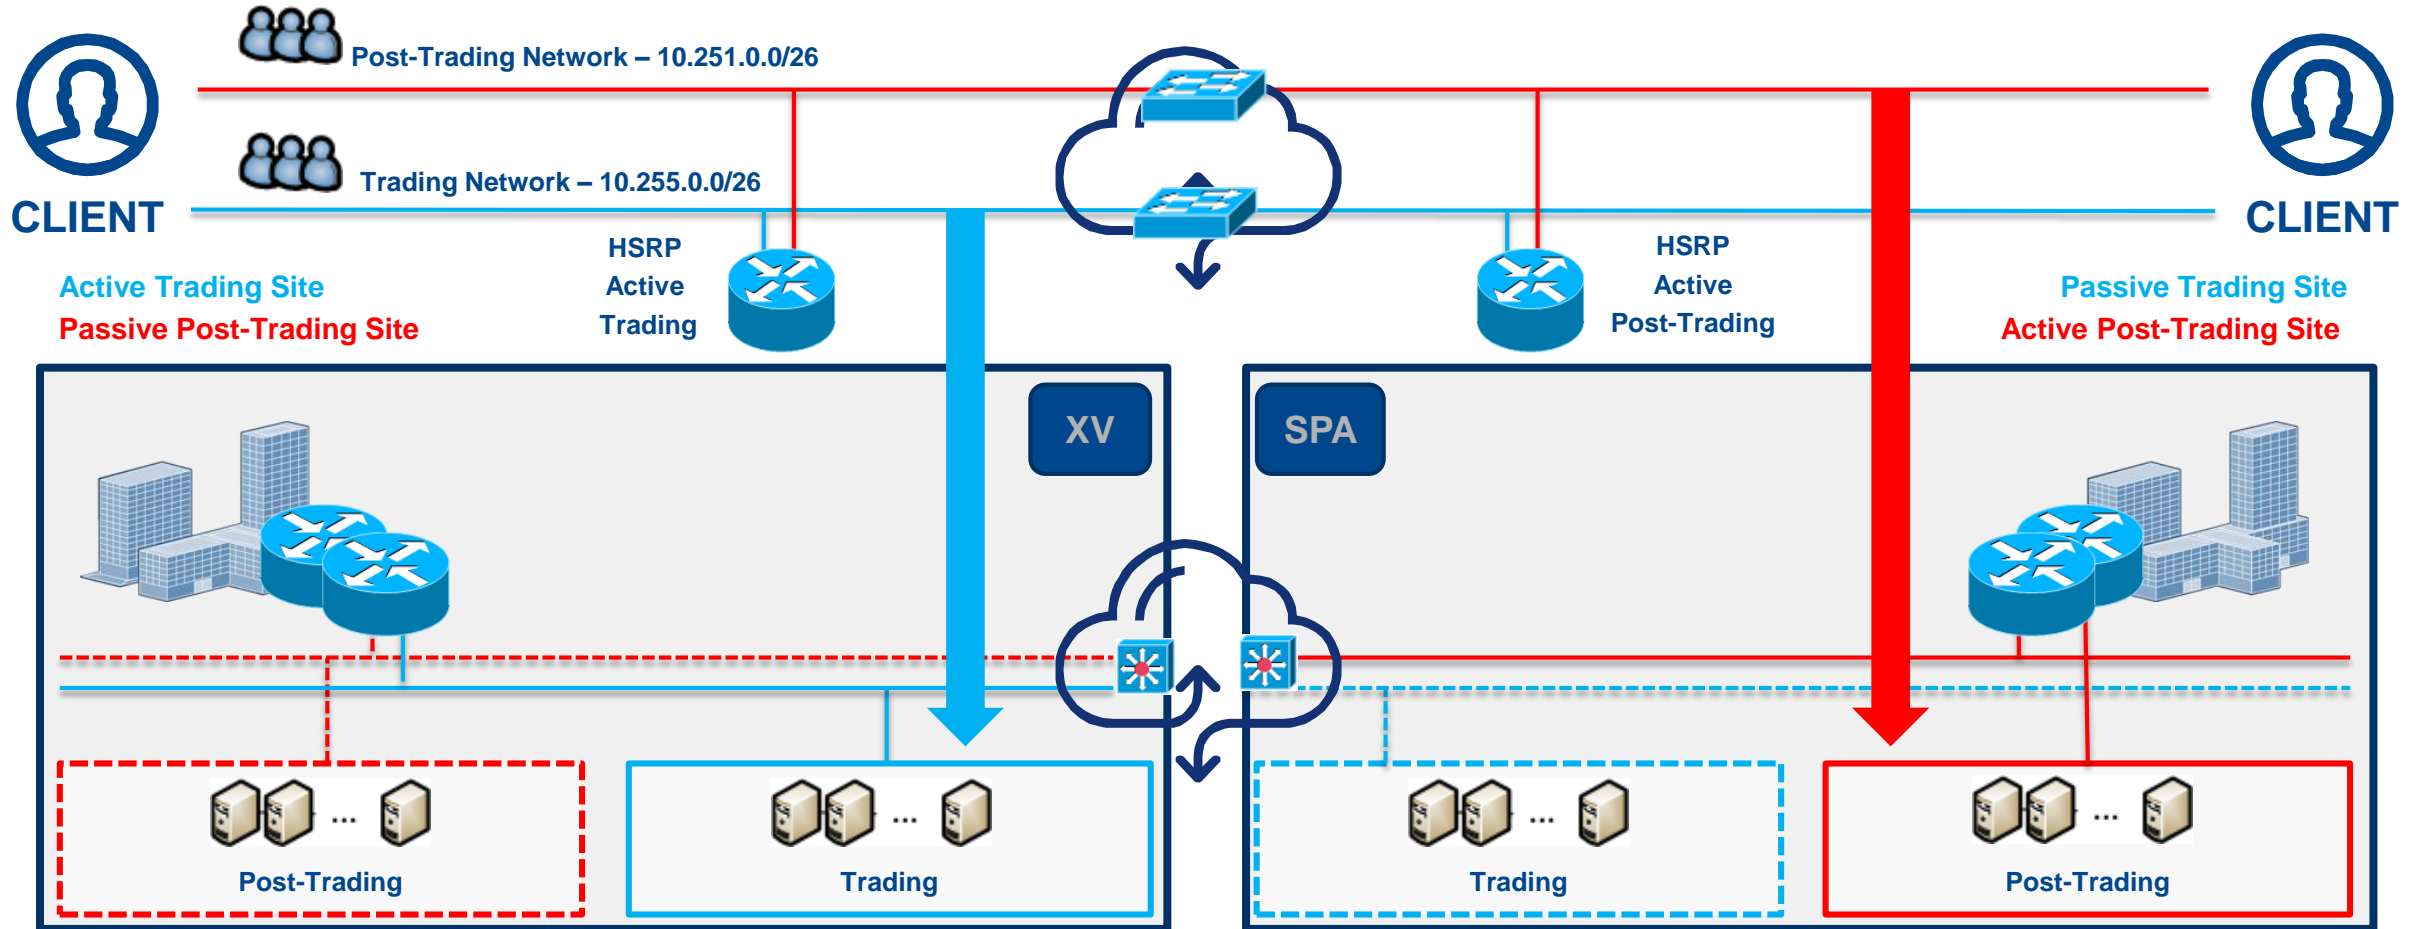 Post-Trading Network – 10.251.0.0/26
Trading Network – 10.255.0.0/26
CLIENT
CLIENT
HSRP
Active
Trading
HSRP
Active
Post-Trading
Active Trading Site
Passive Post-Trading Site
Passive Trading Site
Active Post-Trading Site
XV
SPA
...
Post-Trading
...
Trading
...
Trading
...
Post-Trading